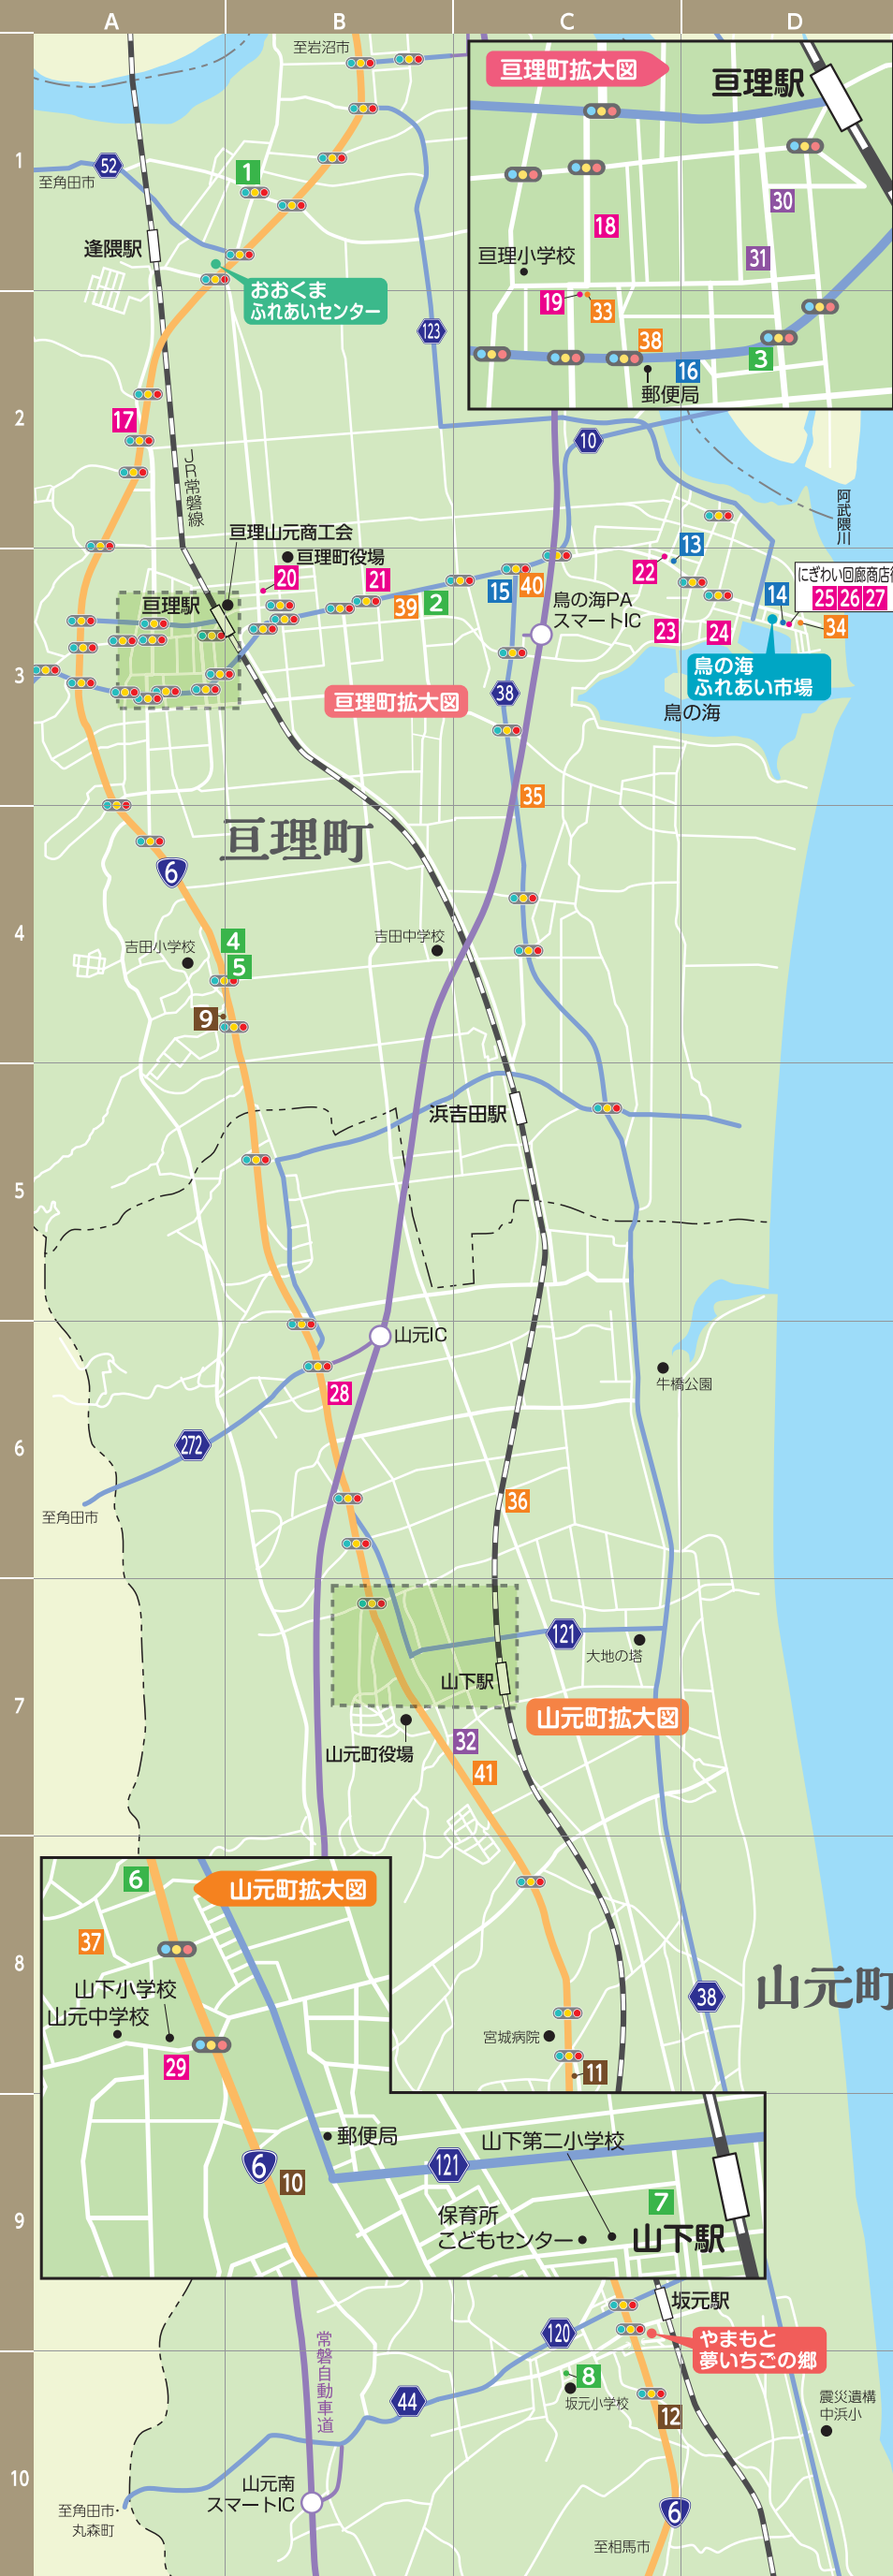 A
B
C
D
至岩沼市
亘理町拡大図
亘理駅
1
52
至角田市
1
30
18
逢隈駅
亘理小学校
31
おおくま
ふれあいセンター
19
33
123
38
16
3
郵便局
2
17
10
JR常磐線
阿武隈川
亘理山元商工会
亘理町役場
22
13
にぎわい回廊商店街
20
21
15
40
14
25
26
27
亘理駅
39
2
鳥の海PA
スマートIC
23
24
34
3
鳥の海
ふれあい市場
38
亘理町拡大図
鳥の海
35
亘理町
6
4
4
吉田小学校
吉田中学校
5
9
浜吉田駅
5
山元IC
牛橋公園
28
272
6
36
至角田市
121
大地の塔
山下駅
7
山元町拡大図
32
山元町役場
41
6
山元町拡大図
37
8
山下小学校
山元中学校
38
山元町
宮城病院
29
11
郵便局
山下第二小学校
6
10
121
7
9
保育所
こどもセンター
山下駅
坂元駅
120
やまもと
夢いちごの郷
常磐自動車道
8
44
坂元小学校
12
震災遺構
中浜小
10
山元南
スマートIC
至角田市・
丸森町
6
至相馬市